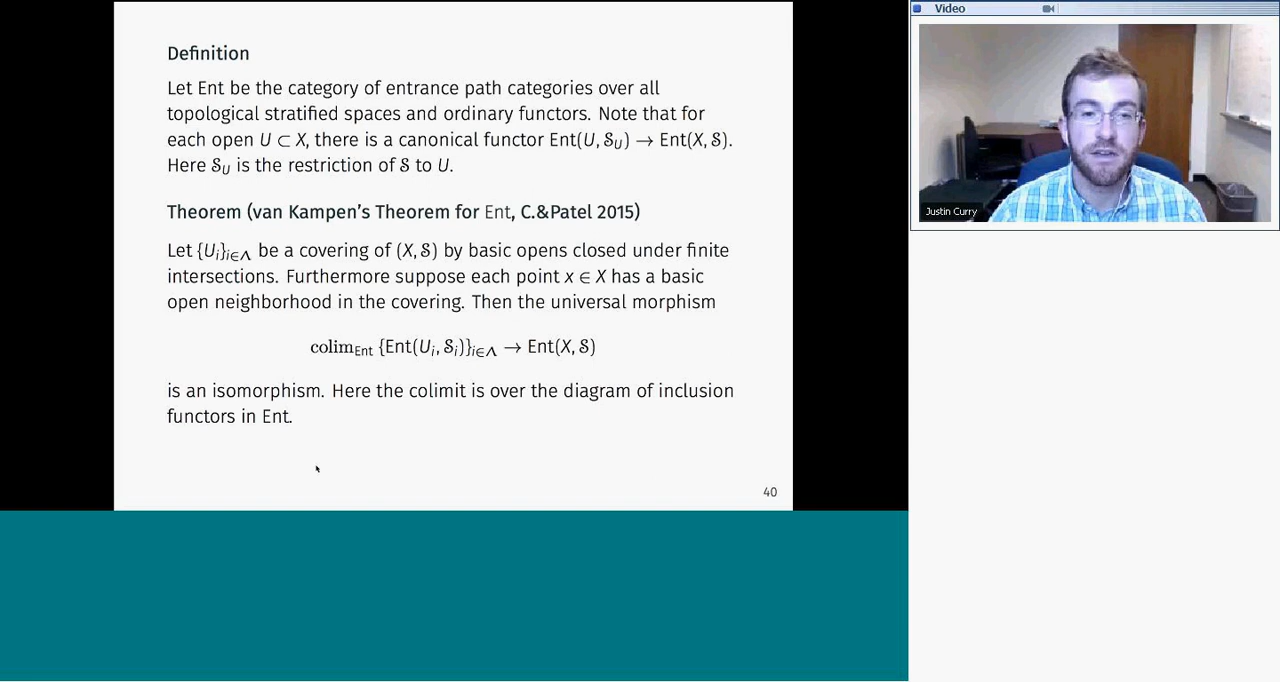 Definition
Let Ent be the category of entrance path categories over all
topological stratified spaces and ordinary functors. Note that for
each open U ⊂ X, there is a canonical functor Ent(U, 𝒮_U) → Ent(X, 𝒮).
Here 𝒮_U is the restriction of 𝒮 to U.
Theorem (van Kampen's Theorem for Ent, C.&Patel 2015)
Let {U_i}_{i∈Λ} be a covering of (X, 𝒮) by basic opens closed under finite
intersections. Furthermore suppose each point x ∈ X has a basic
open neighborhood in the covering. Then the universal morphism
colim_Ent {Ent(U_i, 𝒮_i)}_{i∈Λ} → Ent(X, 𝒮)
is an isomorphism. Here the colimit is over the diagram of inclusion
functors in Ent.
40
Video
Justin Curry